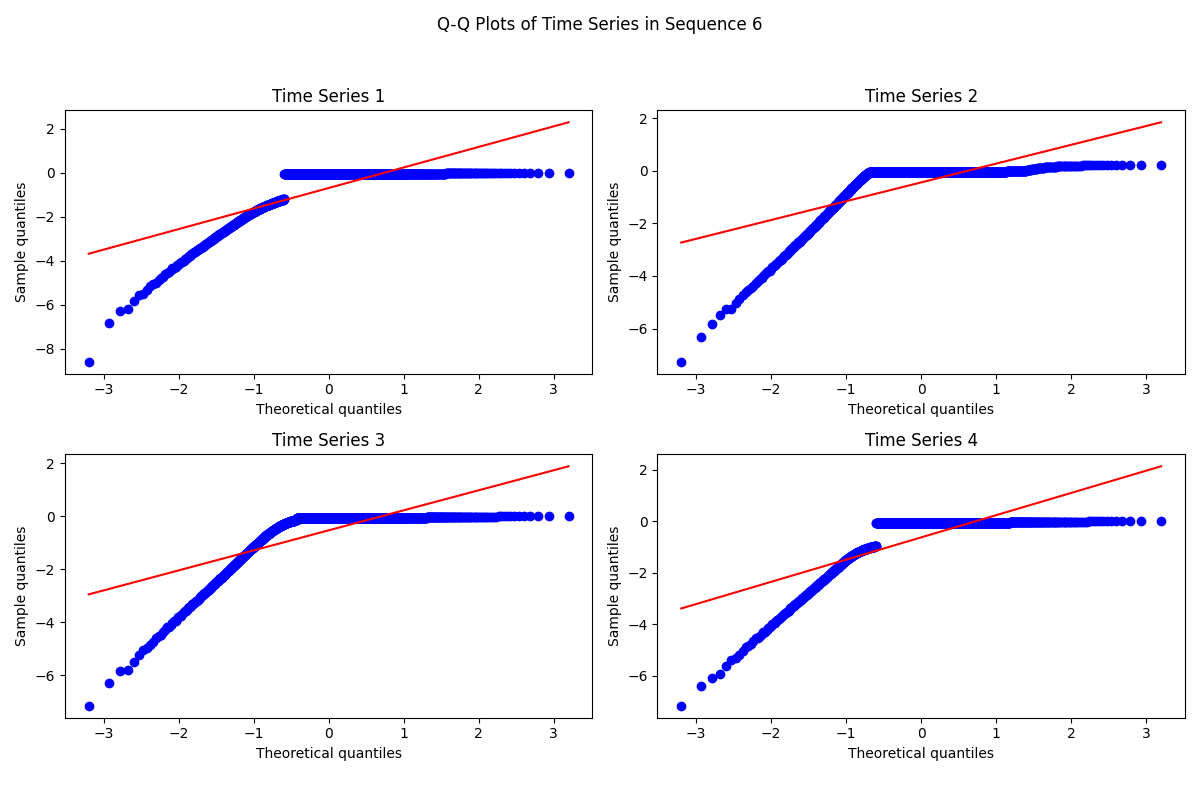 Q-Q Plots of Time Series in Sequence 6
Time Series 1
2
0
−2
−4
−6
−8
Sample quantiles
−3 −2 −1 0 1 2 3
Theoretical quantiles
Time Series 2
2
0
−2
−4
−6
Sample quantiles
−3 −2 −1 0 1 2 3
Theoretical quantiles
Time Series 3
2
0
−2
−4
−6
Sample quantiles
−3 −2 −1 0 1 2 3
Theoretical quantiles
Time Series 4
2
0
−2
−4
−6
Sample quantiles
−3 −2 −1 0 1 2 3
Theoretical quantiles